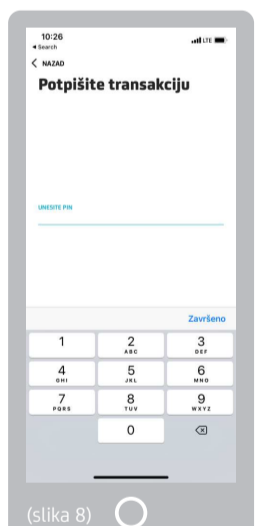 10:26
LTE
◄ Search
< NAZAD
Potpišite transakciju
UNESITE PIN
Završeno
1 2 3
ABC DEF
4 5 6
GHI JKL MNO
7 8 9
PQRS TUV WXYZ
0
(slika 8)